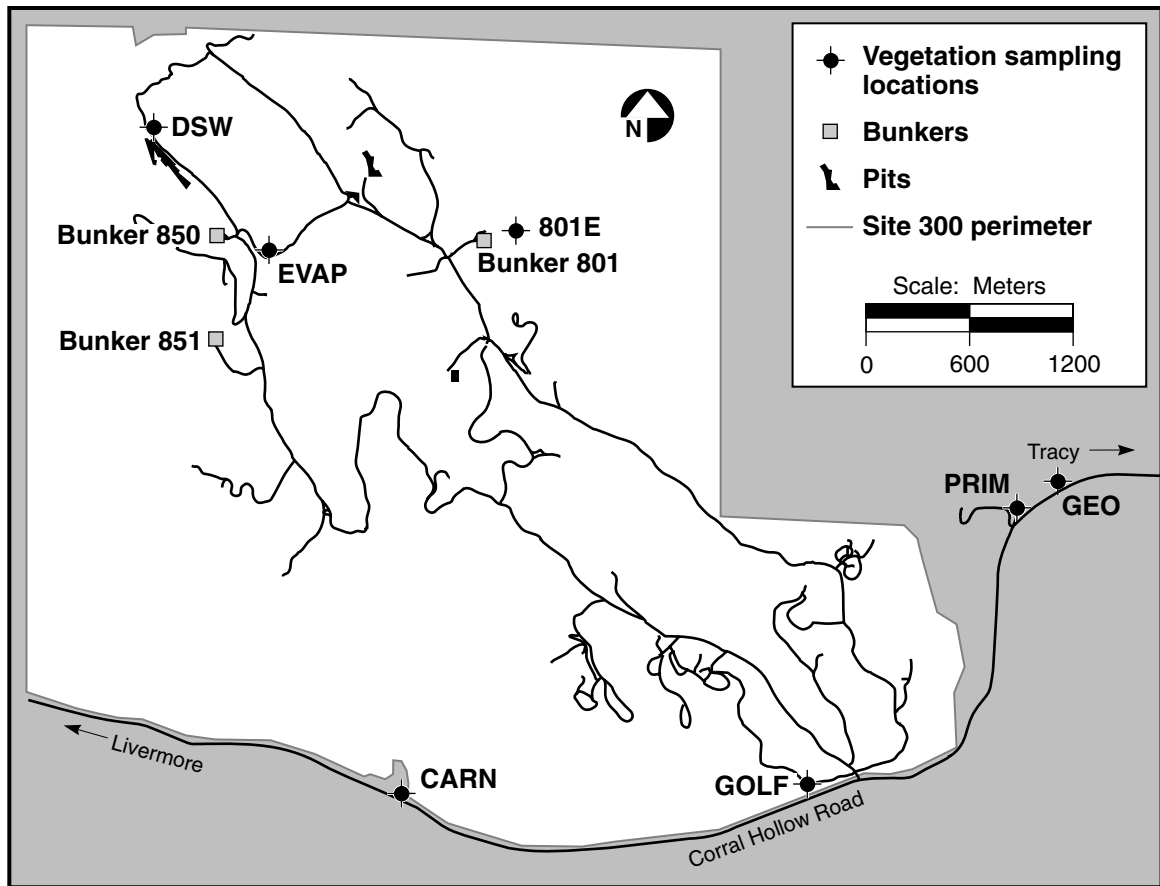 Vegetation sampling
locations
Bunkers
Pits
Site 300 perimeter
Scale: Meters
0 600 1200
N
DSW
Bunker 850
EVAP
801E
Bunker 801
Bunker 851
Tracy
PRIM
GEO
Livermore
CARN
GOLF
Corral Hollow Road